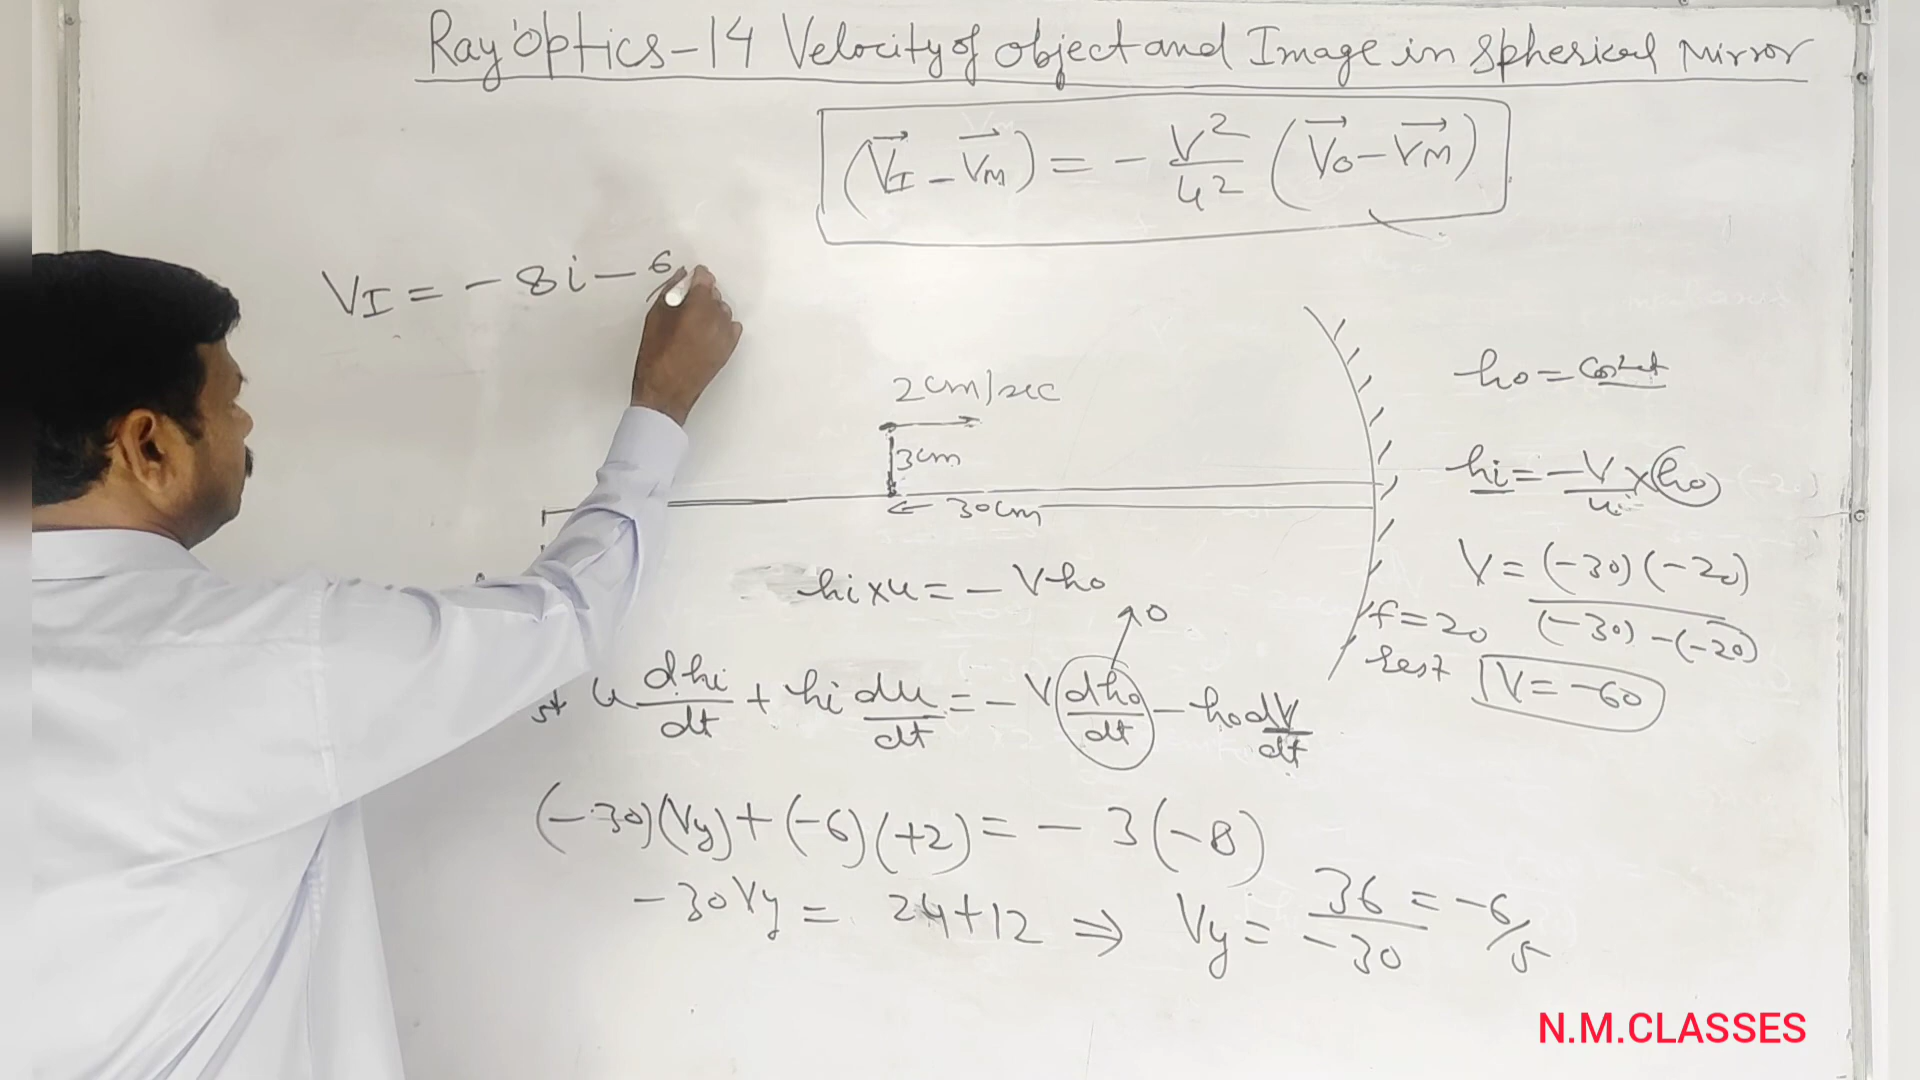 Ray Optics-14 Velocity of object and Image in Spherical Mirror
(V⃗I - V⃗M) = - V²/u² (V⃗O - V⃗M)
VI = - 8i - 6
2cm/sec
3cm
← 30cm
ho = const
hi = -V/u × ho
V = (-30)(-20) / (-30)-(-20)
f = 20
rest
V = -60
hi×u = - V ho
0
u dhi/dt + hi du/dt = - V dho/dt - ho dV/dt
(-30)(Vy) + (-6)(+2) = - 3(-8)
-30Vy = 24+12 ⇒ Vy = 36/-30 = -6/5
N.M.CLASSES